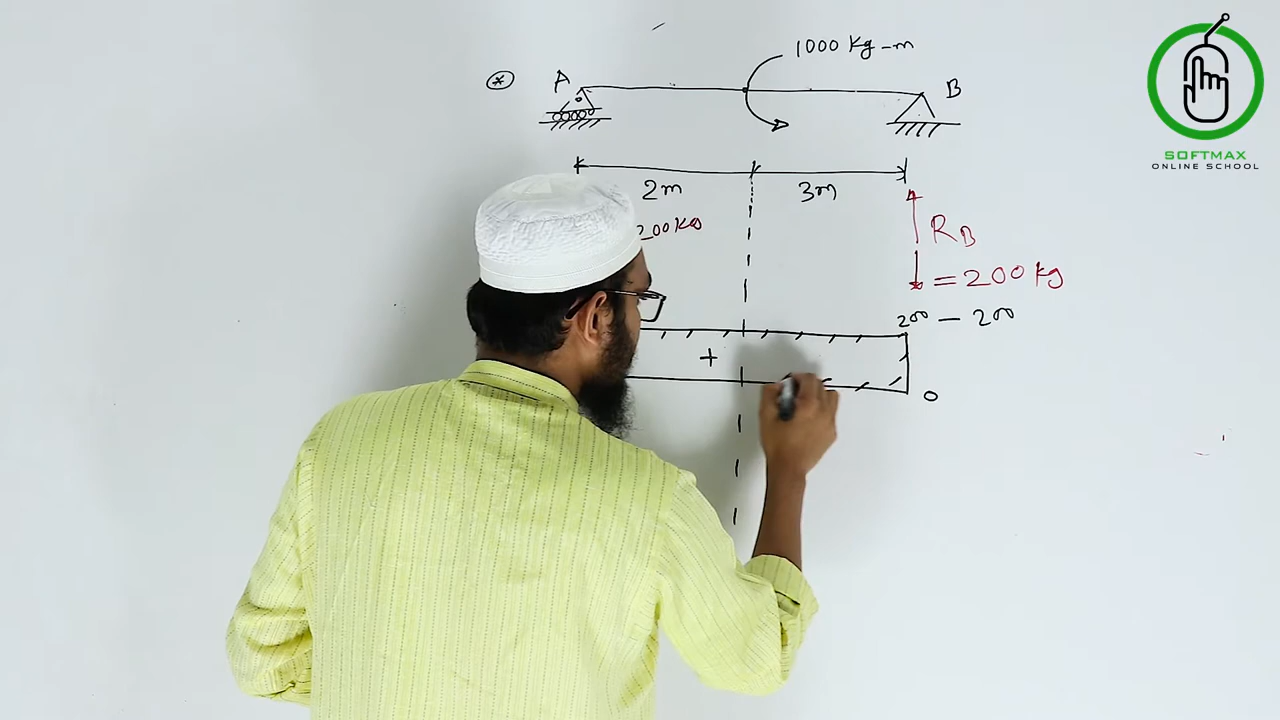 1000 Kg-m
A
B
2m
3m
200 kg
R_B
= 200 kg
200 - 200
+
0
SOFTMAX
ONLINE SCHOOL